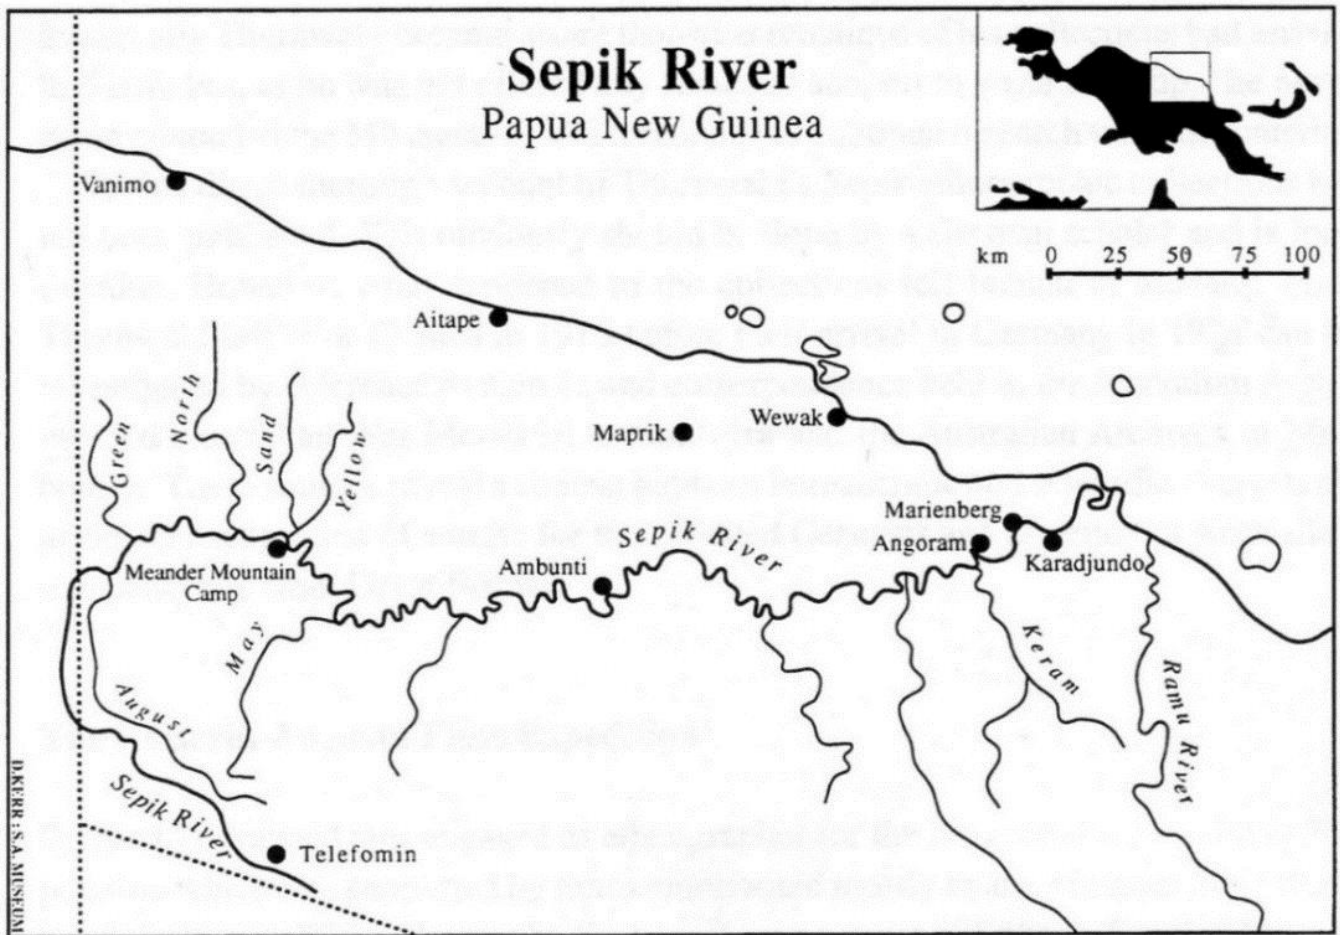 Sepik River
Papua New Guinea
km 0 25 50 75 100
Vanimo
Aitape
Wewak
Maprik
Green
North
Sand
Yellow
Marienberg
Angoram
Karadjundo
Sepik River
Ambunti
Meander Mountain
Camp
May
August
Keram
Ramu River
Sepik River
Telefomin
D.KERR : S.A. MUSEUM